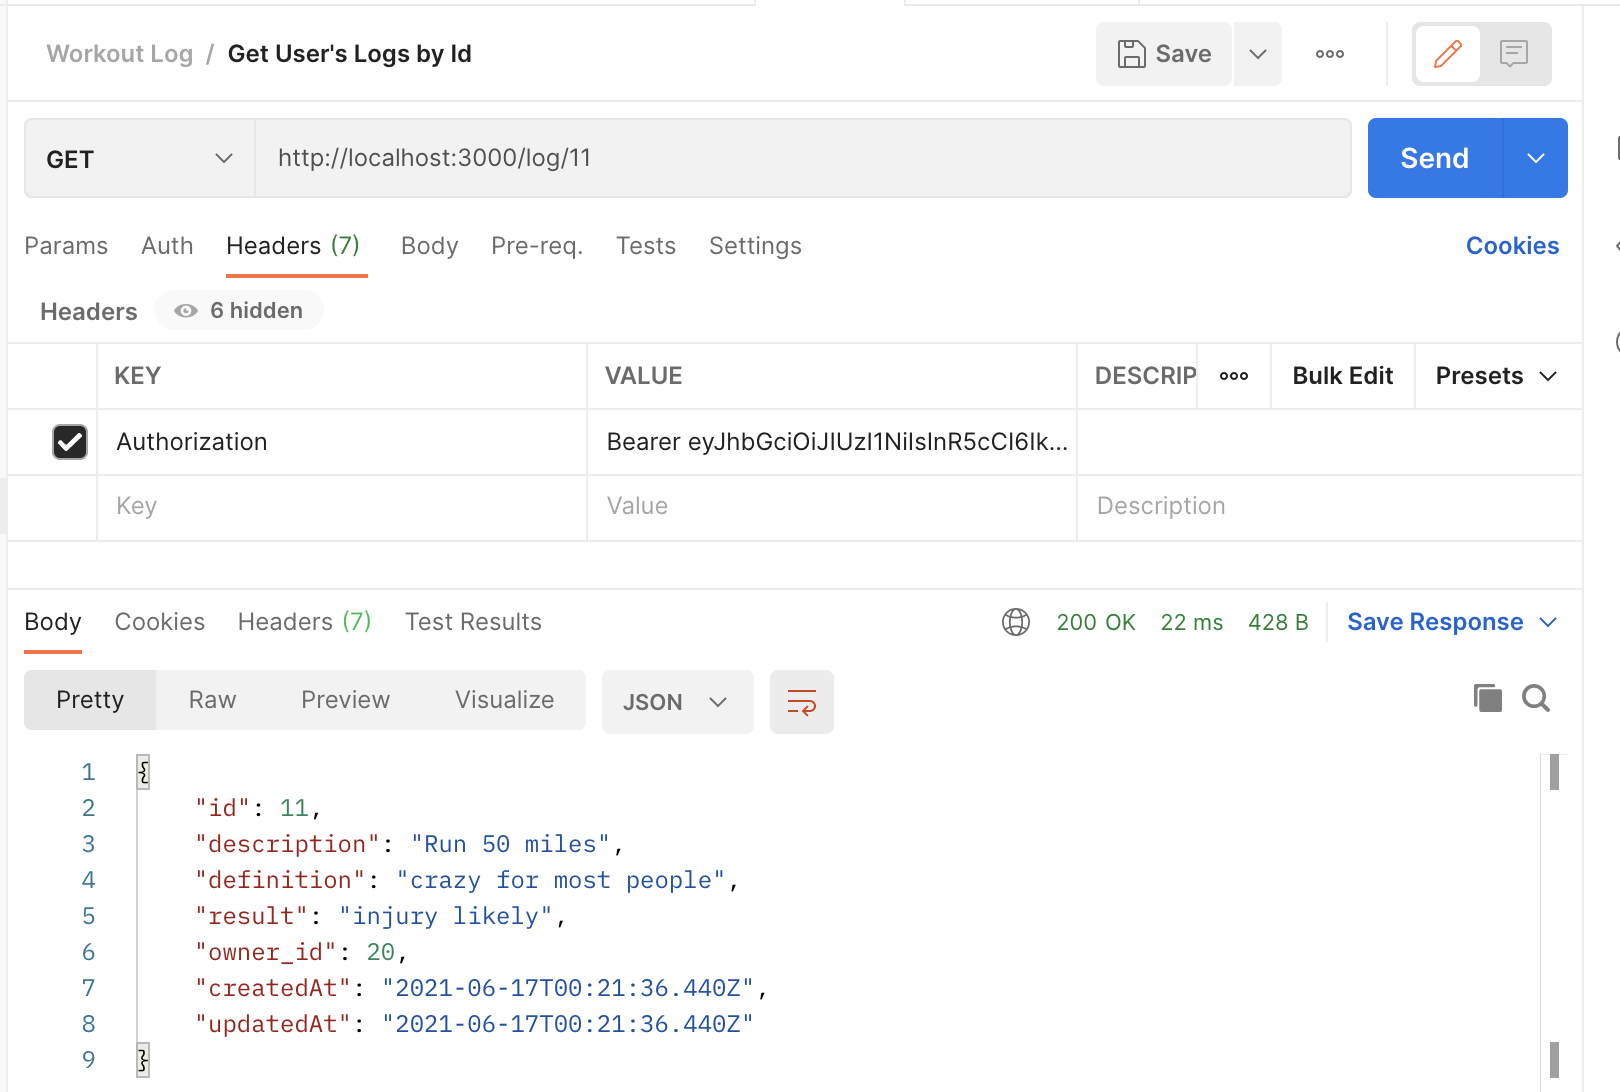 Workout Log / Get User's Logs by Id Save
GET http://localhost:3000/log/11 Send
Params Auth Headers (7) Body Pre-req. Tests Settings Cookies
Headers 6 hidden
KEY VALUE DESCRIP Bulk Edit Presets
Authorization Bearer eyJhbGciOiJIUzI1NiIsInR5cCI6Ik...
Key Value Description
Body Cookies Headers (7) Test Results 200 OK 22 ms 428 B Save Response
Pretty Raw Preview Visualize JSON
1 {
2 "id": 11,
3 "description": "Run 50 miles",
4 "definition": "crazy for most people",
5 "result": "injury likely",
6 "owner_id": 20,
7 "createdAt": "2021-06-17T00:21:36.440Z",
8 "updatedAt": "2021-06-17T00:21:36.440Z"
9 }